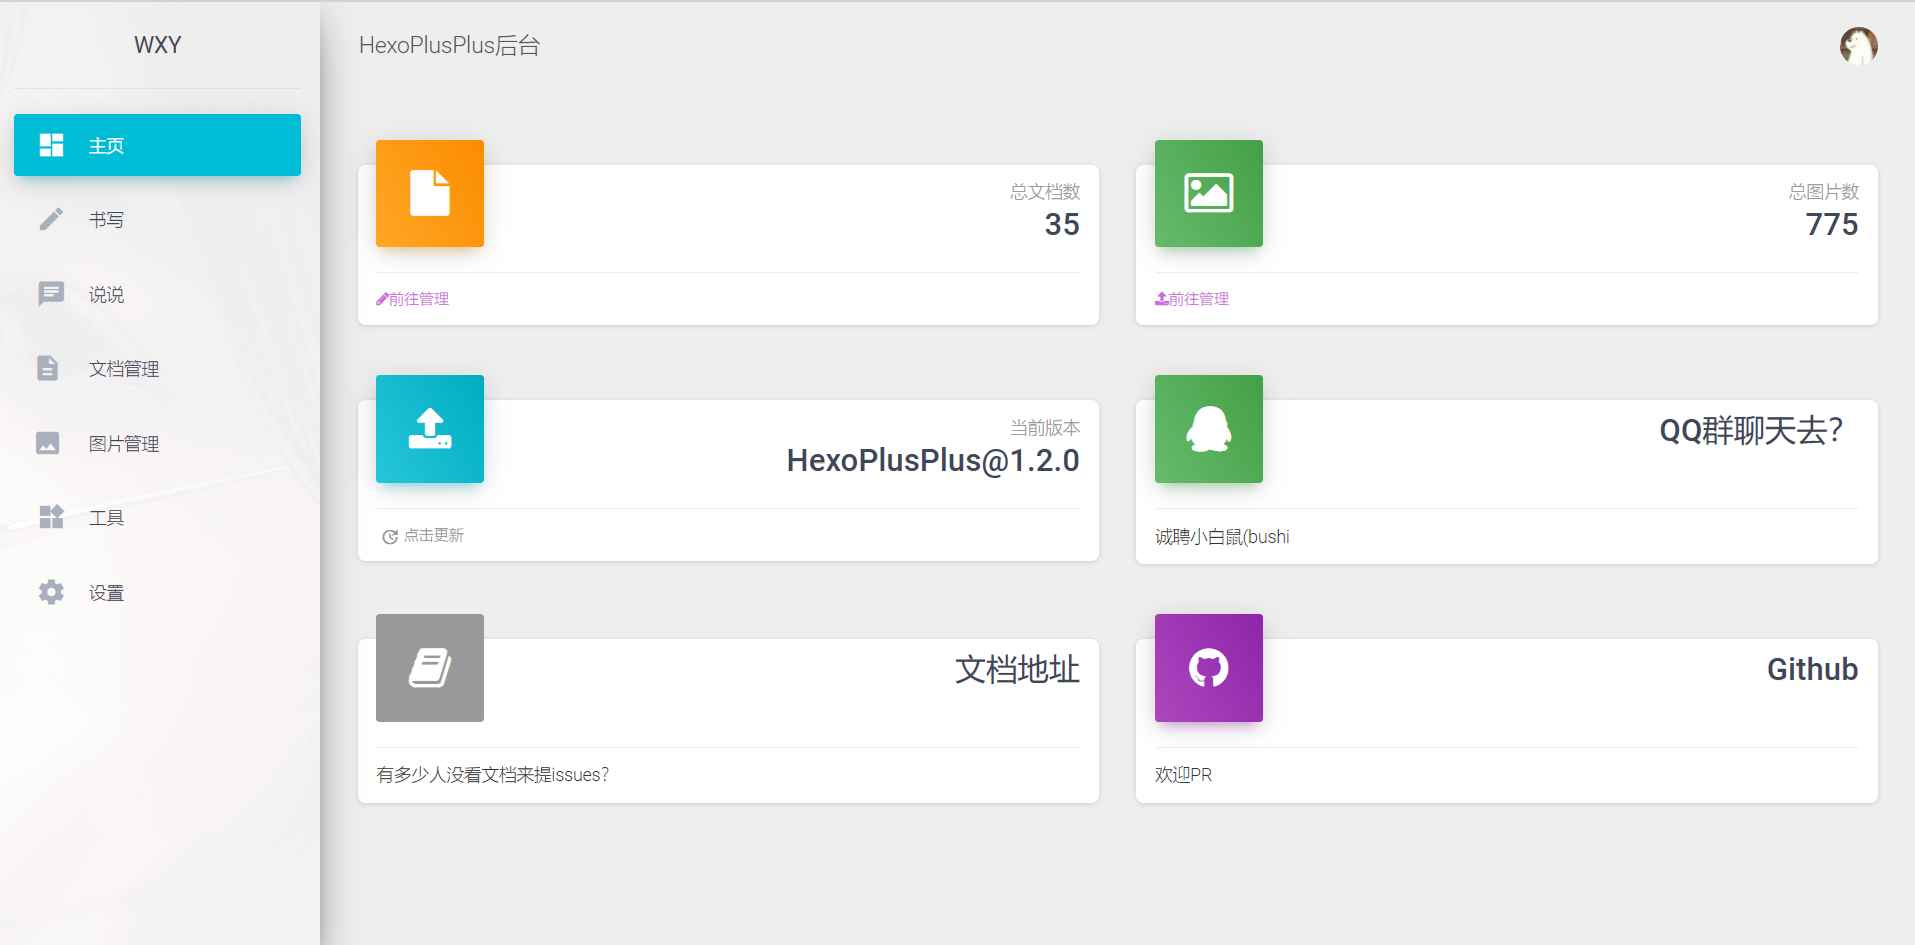 WXY
主页
书写
说说
文档管理
图片管理
工具
设置
HexoPlusPlus后台
总文档数
35
前往管理
总图片数
775
前往管理
当前版本
HexoPlusPlus@1.2.0
点击更新
QQ群聊天去?
诚聘小白鼠(bushi
文档地址
有多少人没看文档来提issues?
Github
欢迎PR